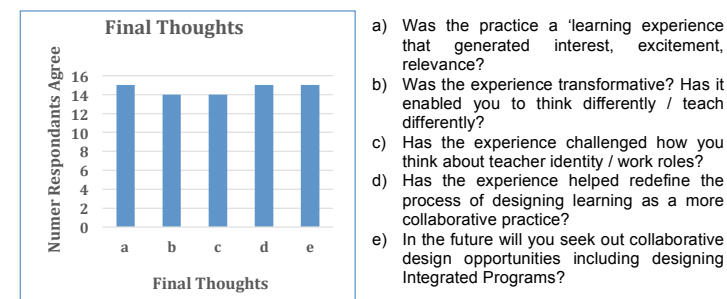 Final Thoughts
Numer Respondants Agree
16
14
12
10
8
6
4
2
0
a b c d e
Final Thoughts
a) Was the practice a ‘learning experience
that generated interest, excitement,
relevance?
b) Was the experience transformative? Has it
enabled you to think differently / teach
differently?
c) Has the experience challenged how you
think about teacher identity / work roles?
d) Has the experience helped redefine the
process of designing learning as a more
collaborative practice?
e) In the future will you seek out collaborative
design opportunities including designing
Integrated Programs?